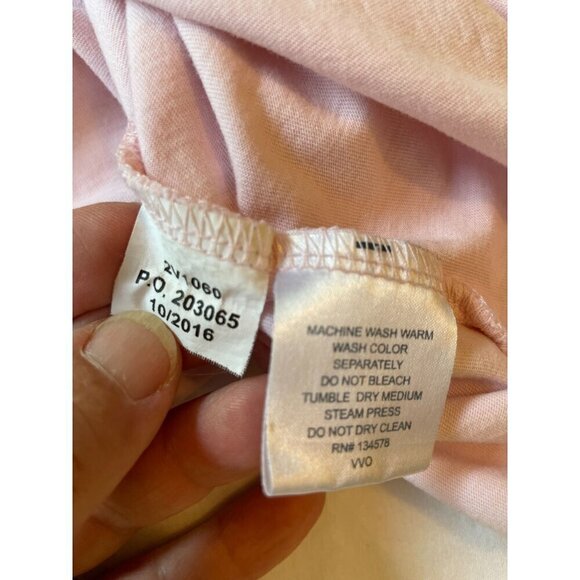 P.O. 203065
10/2016
MACHINE WASH WARM
WASH COLOR
SEPARATELY
DO NOT BLEACH
TUMBLE DRY MEDIUM
STEAM PRESS
DO NOT DRY CLEAN
RN# 134578
VVO